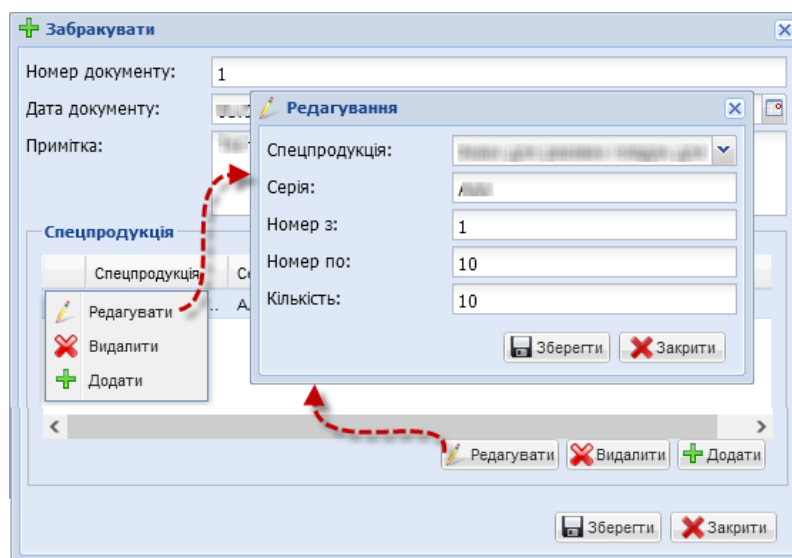 Забракувати
Номер документу: 1
Дата документу:
Примітка:
Редагування
Спецпродукція:
Серія:
Номер з: 1
Номер по: 10
Кількість: 10
Зберегти Закрити
Спецпродукція
Спецпродукція
Редагувати
Видалити
Додати
Редагувати Видалити Додати
Зберегти Закрити